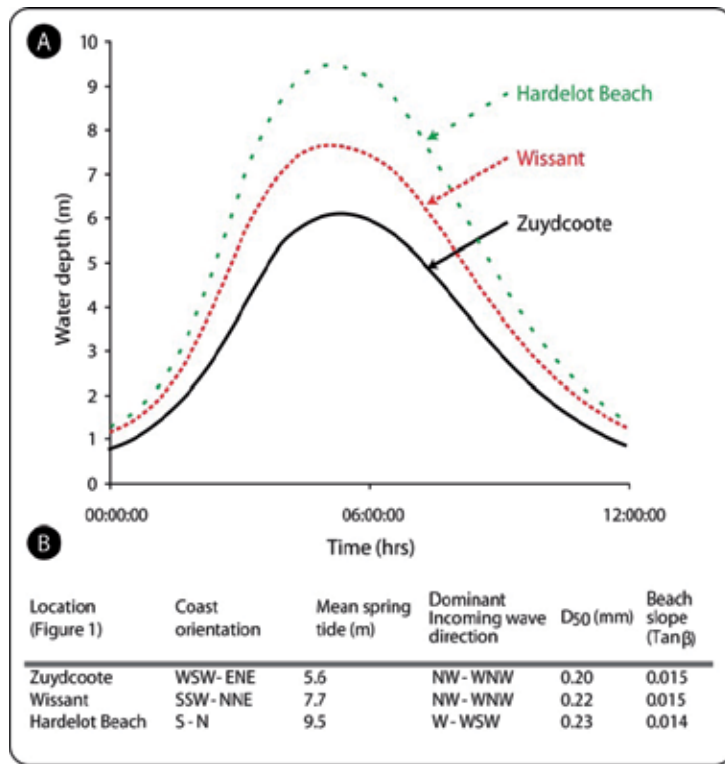 A
10
9
8
7
6
5
4
3
2
1
0
Water depth (m)
Hardelot Beach
Wissant
Zuydcoote
00:00:00 06:00:00 12:00:00
Time (hrs)
B
Location (Figure 1) Coast orientation Mean spring tide (m) Dominant Incoming wave direction D50 (mm) Beach slope (Tanβ)
Zuydcoote WSW-ENE 5.6 NW-WNW 0.20 0.015
Wissant SSW-NNE 7.7 NW-WNW 0.22 0.015
Hardelot Beach S-N 9.5 W-WSW 0.23 0.014